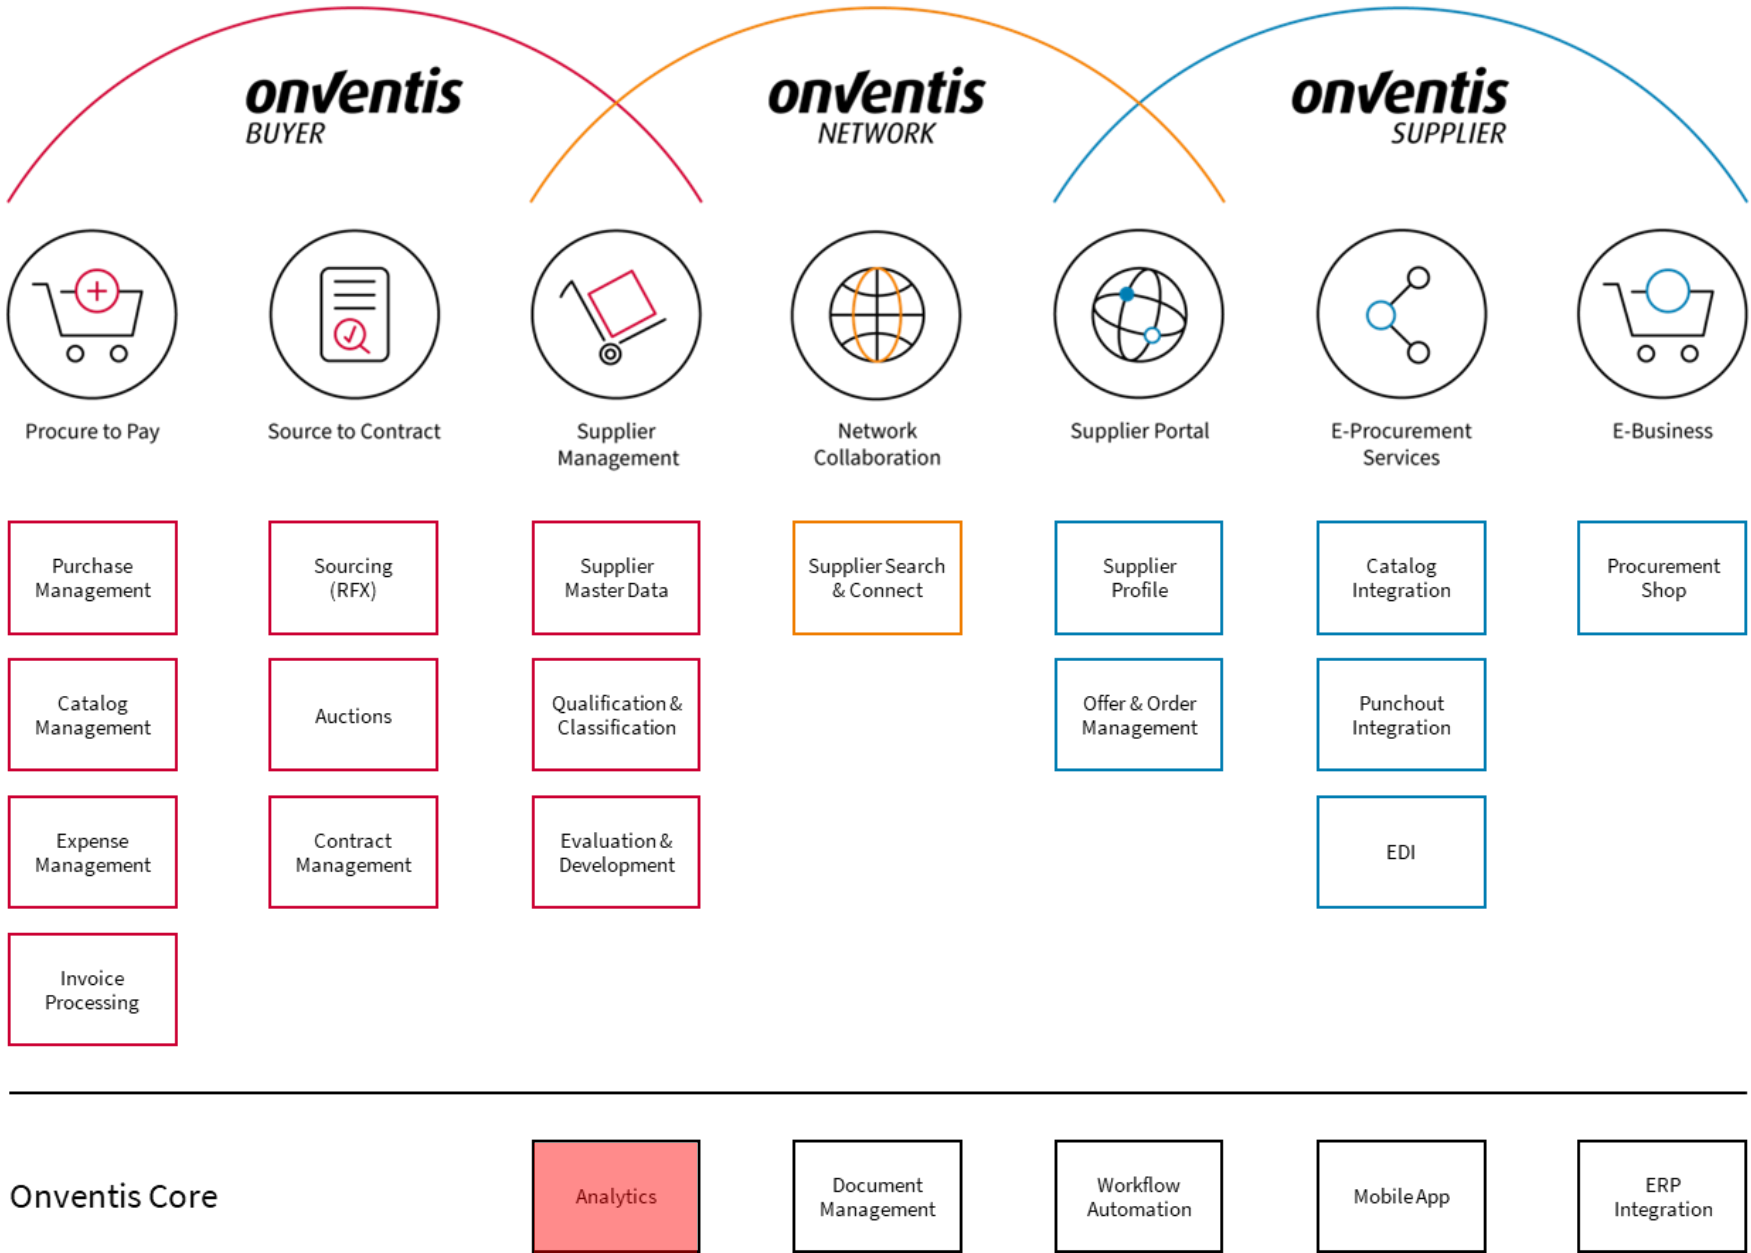 onventis
BUYER
onventis
NETWORK
onventis
SUPPLIER
Procure to Pay
Source to Contract
Supplier
Management
Network
Collaboration
Supplier Portal
E-Procurement
Services
E-Business
Purchase
Management
Sourcing
(RFX)
Supplier
Master Data
Supplier Search
& Connect
Supplier
Profile
Catalog
Integration
Procurement
Shop
Catalog
Management
Auctions
Qualification &
Classification
Offer & Order
Management
Punchout
Integration
Expense
Management
Contract
Management
Evaluation &
Development
EDI
Invoice
Processing
Onventis Core
Analytics
Document
Management
Workflow
Automation
Mobile App
ERP
Integration